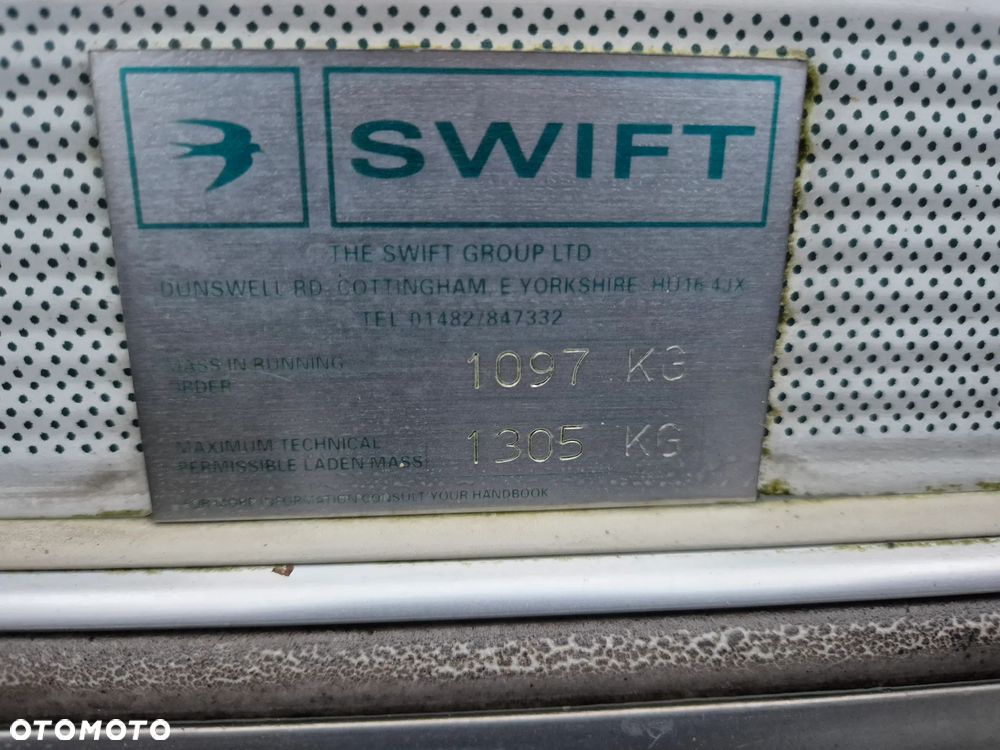 SWIFT
THE SWIFT GROUP LTD
DUNSWELL RD, COTTINGHAM, E YORKSHIRE, HU16 4JX
TEL 01482/847332
MASS IN RUNNING
ORDER
1097 KG
MAXIMUM TECHNICAL
PERMISSIBLE LADEN MASS
1305 KG
FOR MORE INFORMATION CONSULT YOUR HANDBOOK
OTOMOTO